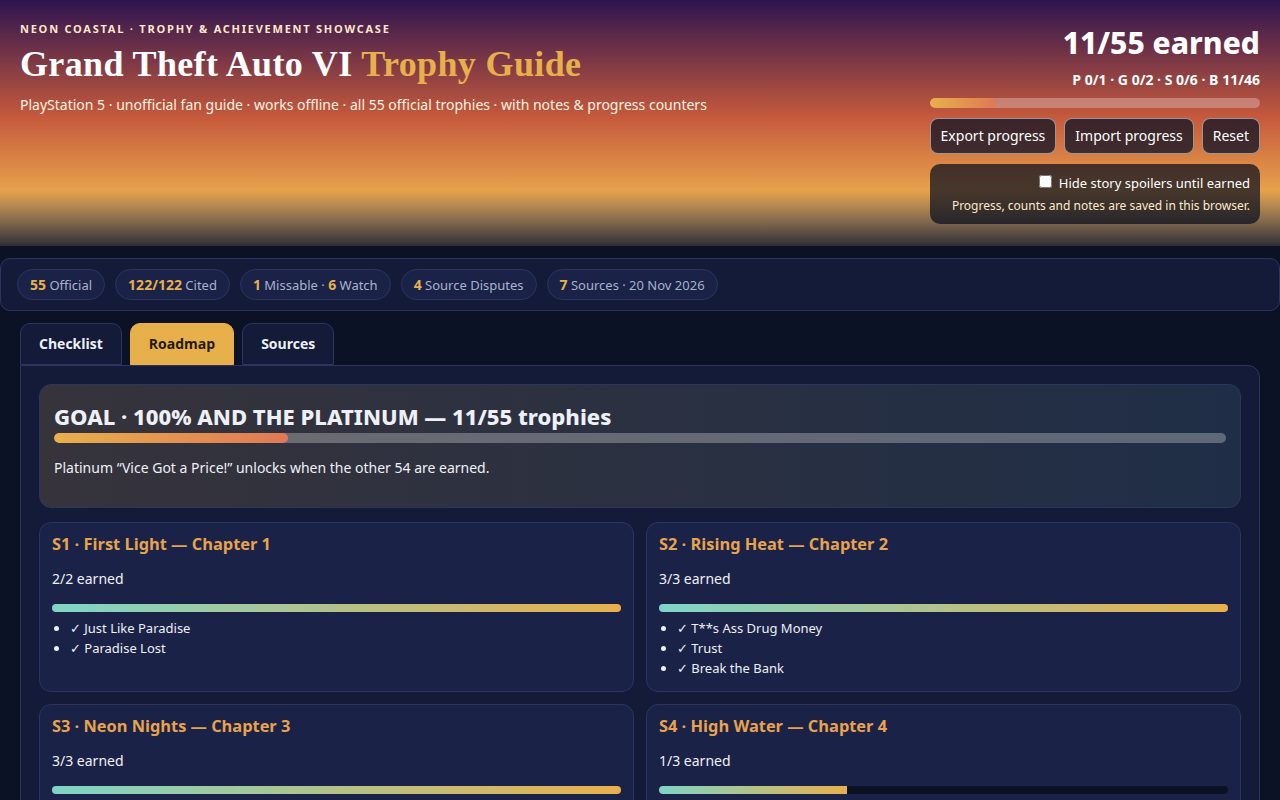 NEON COASTAL · TROPHY & ACHIEVEMENT SHOWCASE
Grand Theft Auto VI Trophy Guide
PlayStation 5 · unofficial fan guide · works offline · all 55 official trophies · with notes & progress counters
11/55 earned
P 0/1 · G 0/2 · S 0/6 · B 11/46
Export progress
Import progress
Reset
Hide story spoilers until earned
Progress, counts and notes are saved in this browser.
55 Official
122/122 Cited
1 Missable · 6 Watch
4 Source Disputes
7 Sources · 20 Nov 2026
Checklist
Roadmap
Sources
GOAL · 100% AND THE PLATINUM — 11/55 trophies
Platinum “Vice Got a Price!” unlocks when the other 54 are earned.
S1 · First Light — Chapter 1
2/2 earned
• ✓ Just Like Paradise
• ✓ Paradise Lost
S2 · Rising Heat — Chapter 2
3/3 earned
• ✓ T**s Ass Drug Money
• ✓ Trust
• ✓ Break the Bank
S3 · Neon Nights — Chapter 3
3/3 earned
S4 · High Water — Chapter 4
1/3 earned